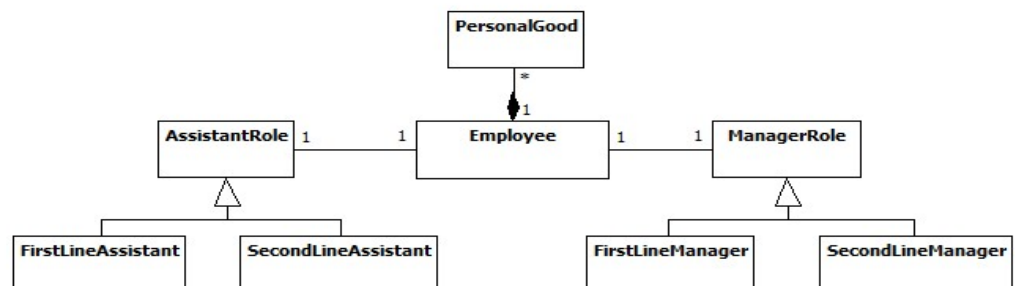 PersonalGood
*
1
AssistantRole 1 1 Employee 1 1 ManagerRole
FirstLineAssistant SecondLineAssistant FirstLineManager SecondLineManager